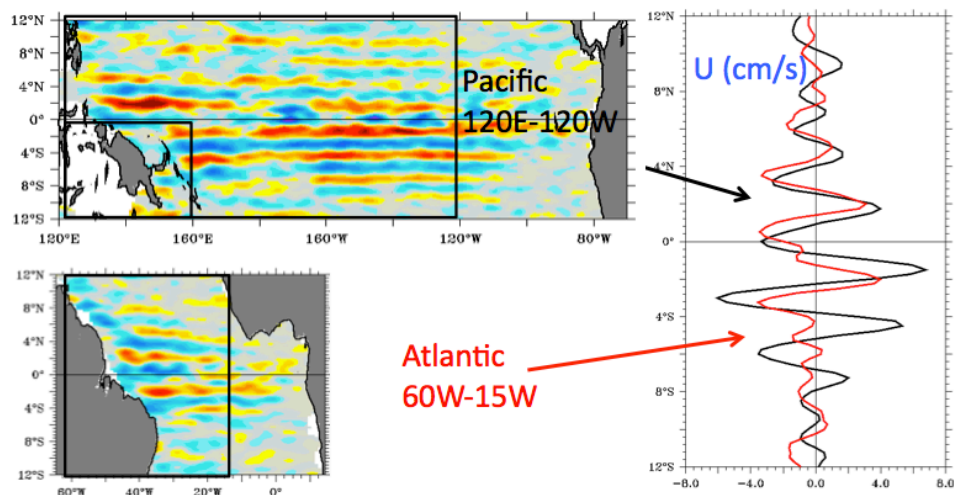 12°N
8°N
4°N
0°
4°S
8°S
12°S
120°E
160°E
160°W
120°W
80°W
Pacific
120E-120W
12°N
8°N
4°N
0°
4°S
8°S
12°S
60°W
40°W
20°W
0°
Atlantic
60W-15W
U (cm/s)
12°N
8°N
4°N
0°
4°S
8°S
12°S
-8.0
-4.0
0.0
4.0
8.0